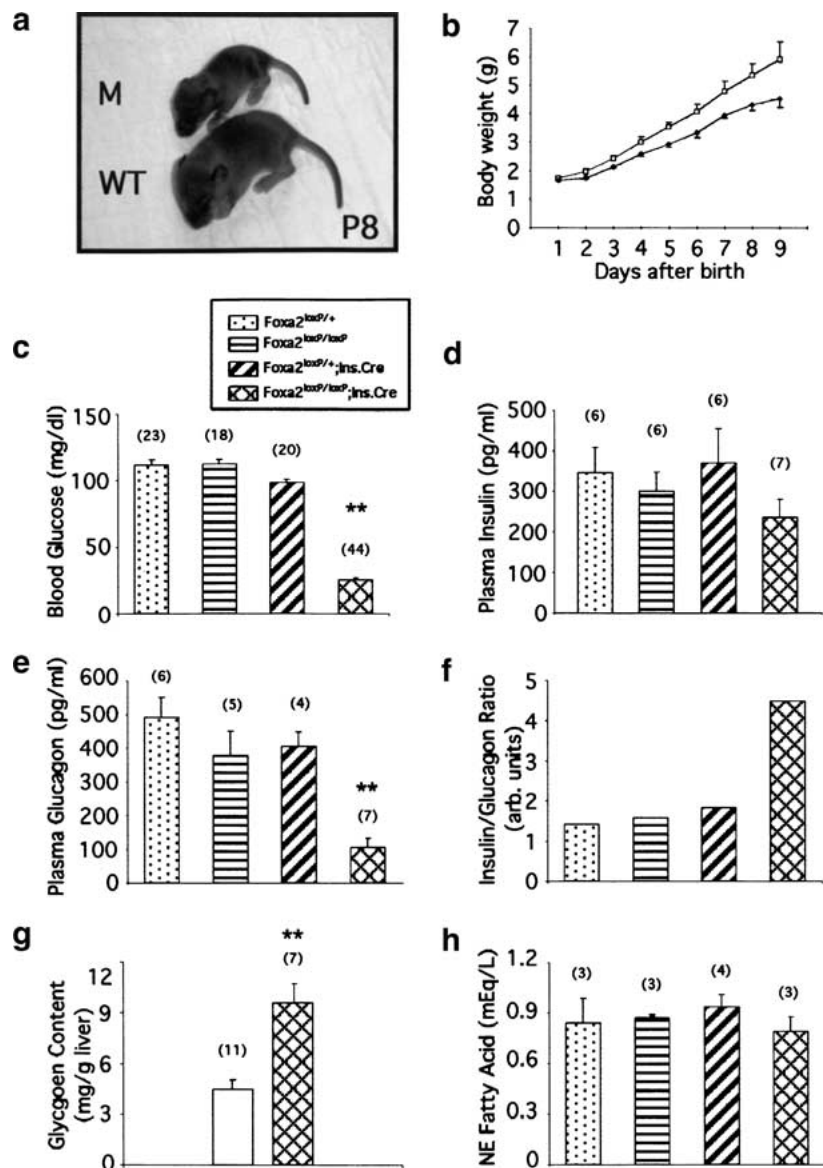 a
M
WT
P8
b
Body weight (g)
7
6
5
4
3
2
1
0
1 2 3 4 5 6 7 8 9
Days after birth
Foxa2loxP/+
Foxa2loxP/loxP
Foxa2loxP/+;Ins.Cre
Foxa2loxP/loxP;Ins.Cre
c
Blood Glucose (mg/dl)
150
100
50
0
(23)
(18)
(20)
**
(44)
d
Plasma Insulin (pg/ml)
500
400
300
300
200
100
0
(6)
(6)
(6)
(7)
e
Plasma Glucagon (pg/ml)
600
500
400
300
200
100
0
(6)
(5)
(4)
**
(7)
f
Insulin/Glucagon Ratio
(arb. units)
5
4
3
2
1
0
g
Glycgoen Content
(mg/g liver)
12
9
6
3
0
(11)
**
(7)
h
NE Fatty Acid (mEq/L)
1.2
0.9
0.6
0.3
0
(3)
(3)
(4)
(3)